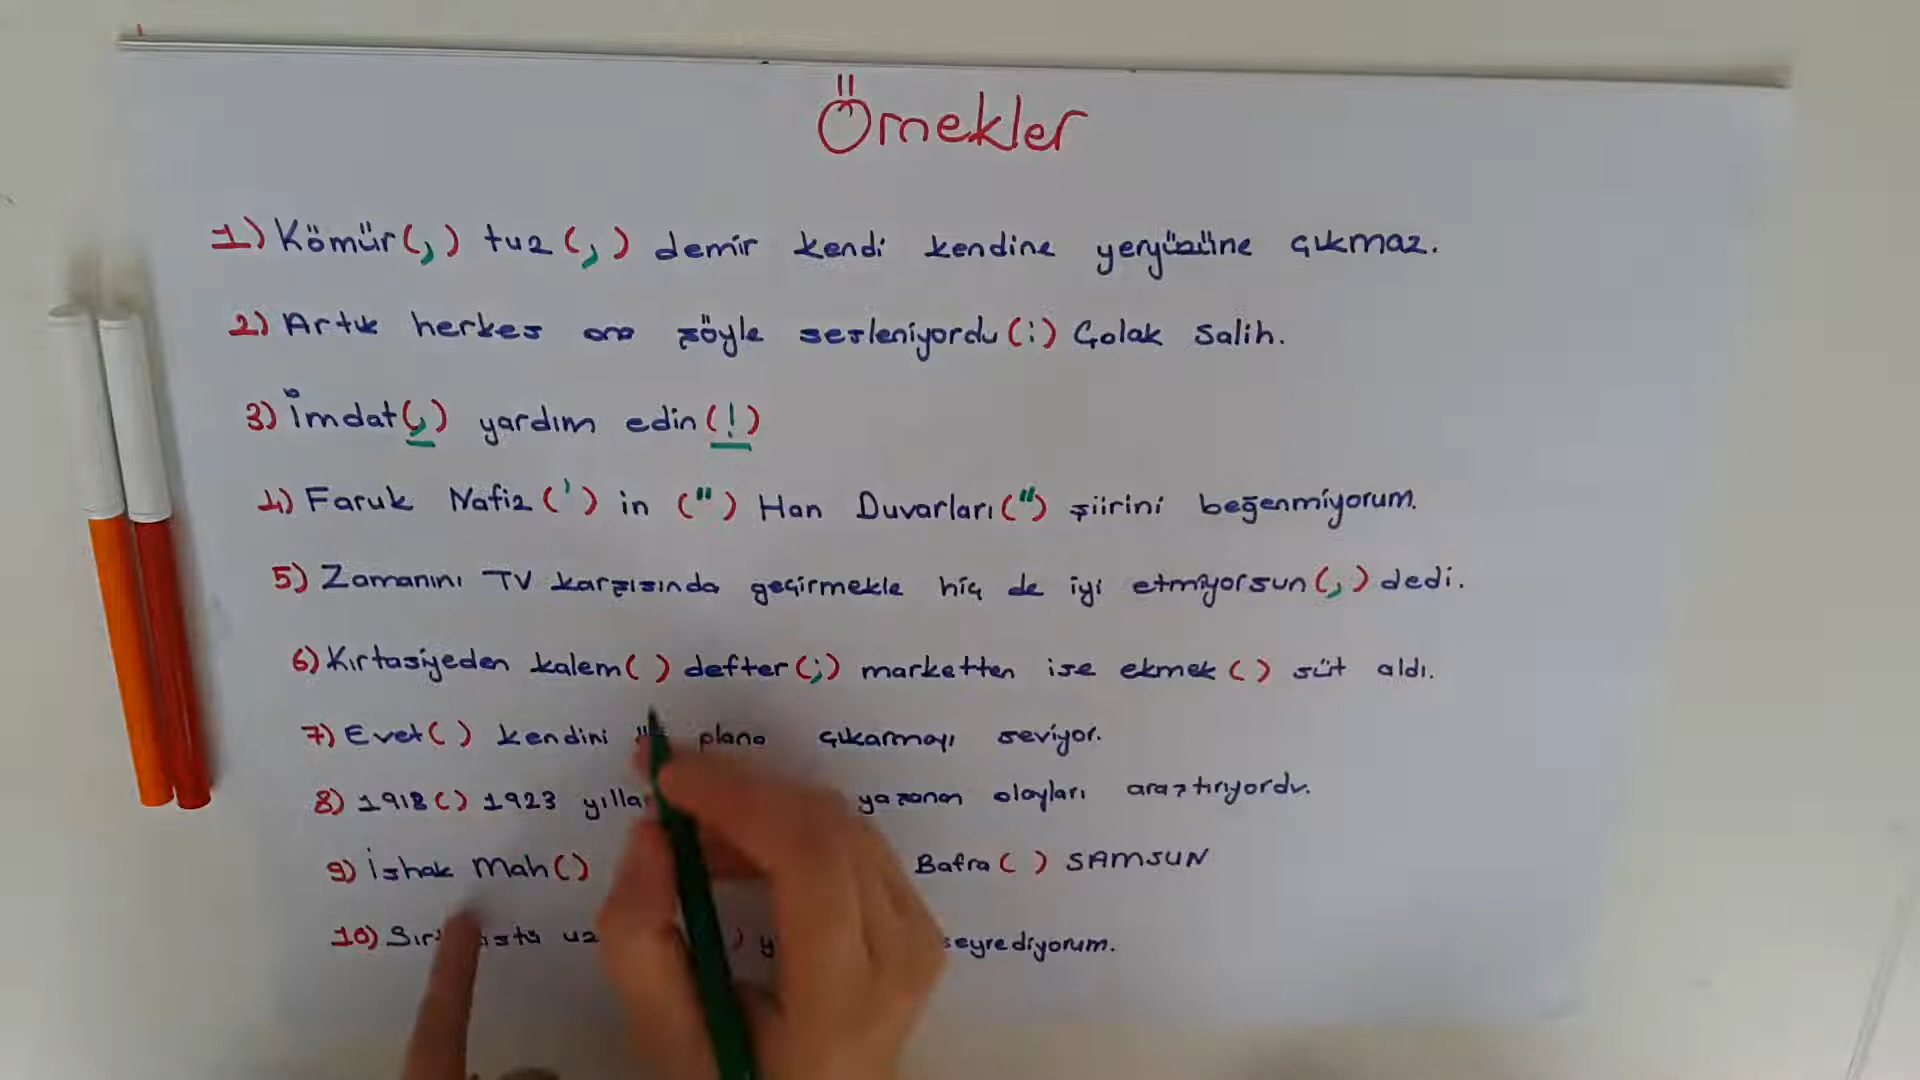 Örnekler
1) Kömür(,) tuz(,) demir kendi kendine yeryüzüne çıkmaz.
2) Artık herkes ona şöyle sesleniyordu(:) Çolak Salih.
3) İmdat(,) yardım edin(!)
4) Faruk Nafiz(') in (") Han Duvarları(") şiirini beğenmiyorum.
5) Zamanını TV karşısında geçirmekle hiç de iyi etmiyorsun(,) dedi.
6) Kırtasiyeden kalem( ) defter(;) marketten ise ekmek( ) süt aldı.
7) Evet( ) kendini plana çıkarmayı seviyor.
8) 1918( ) 1923 yazanan olayları araştırıyordu.
9) İshak Mah( ) Bafra( ) SAMSUN
10) seyrediyorum.